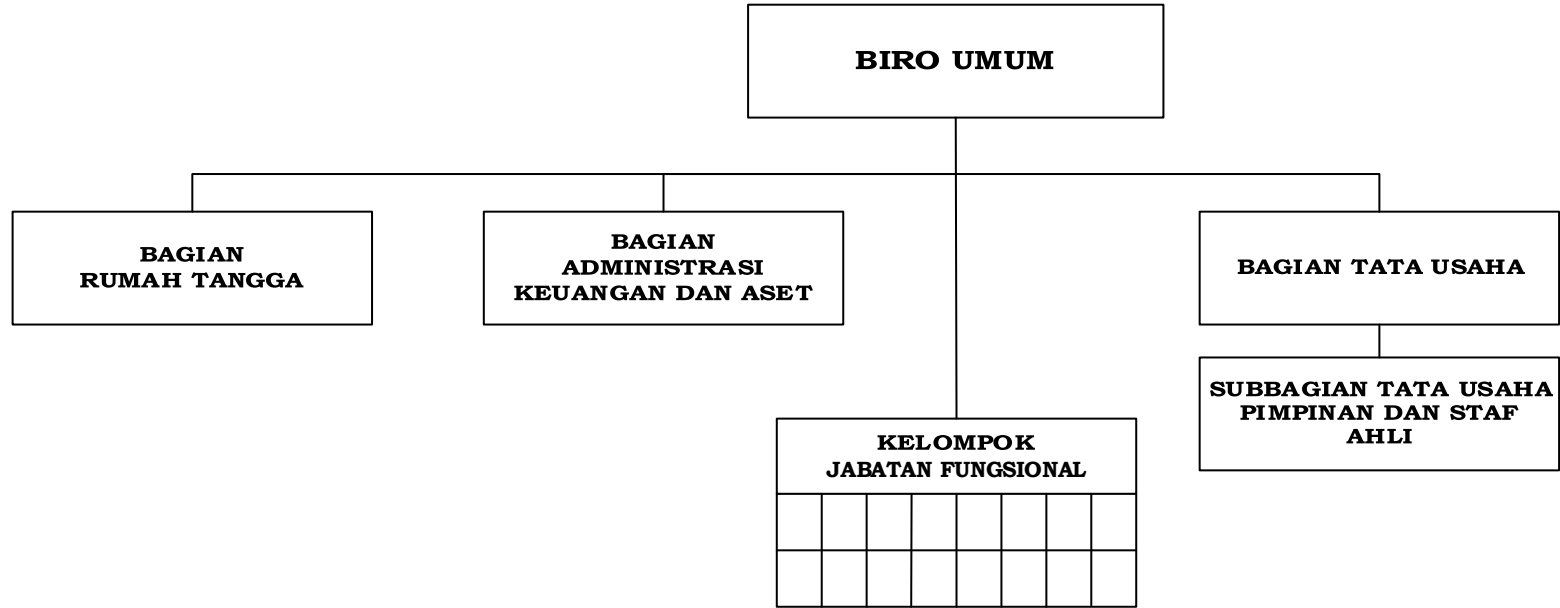 BIRO UMUM
BAGIAN
RUMAH TANGGA
BAGIAN
ADMINISTRASI
KEUANGAN DAN ASET
BAGIAN TATA USAHA
SUBBAGIAN TATA USAHA
PIMPINAN DAN STAF
AHLI
KELOMPOK
JABATAN FUNGSIONAL